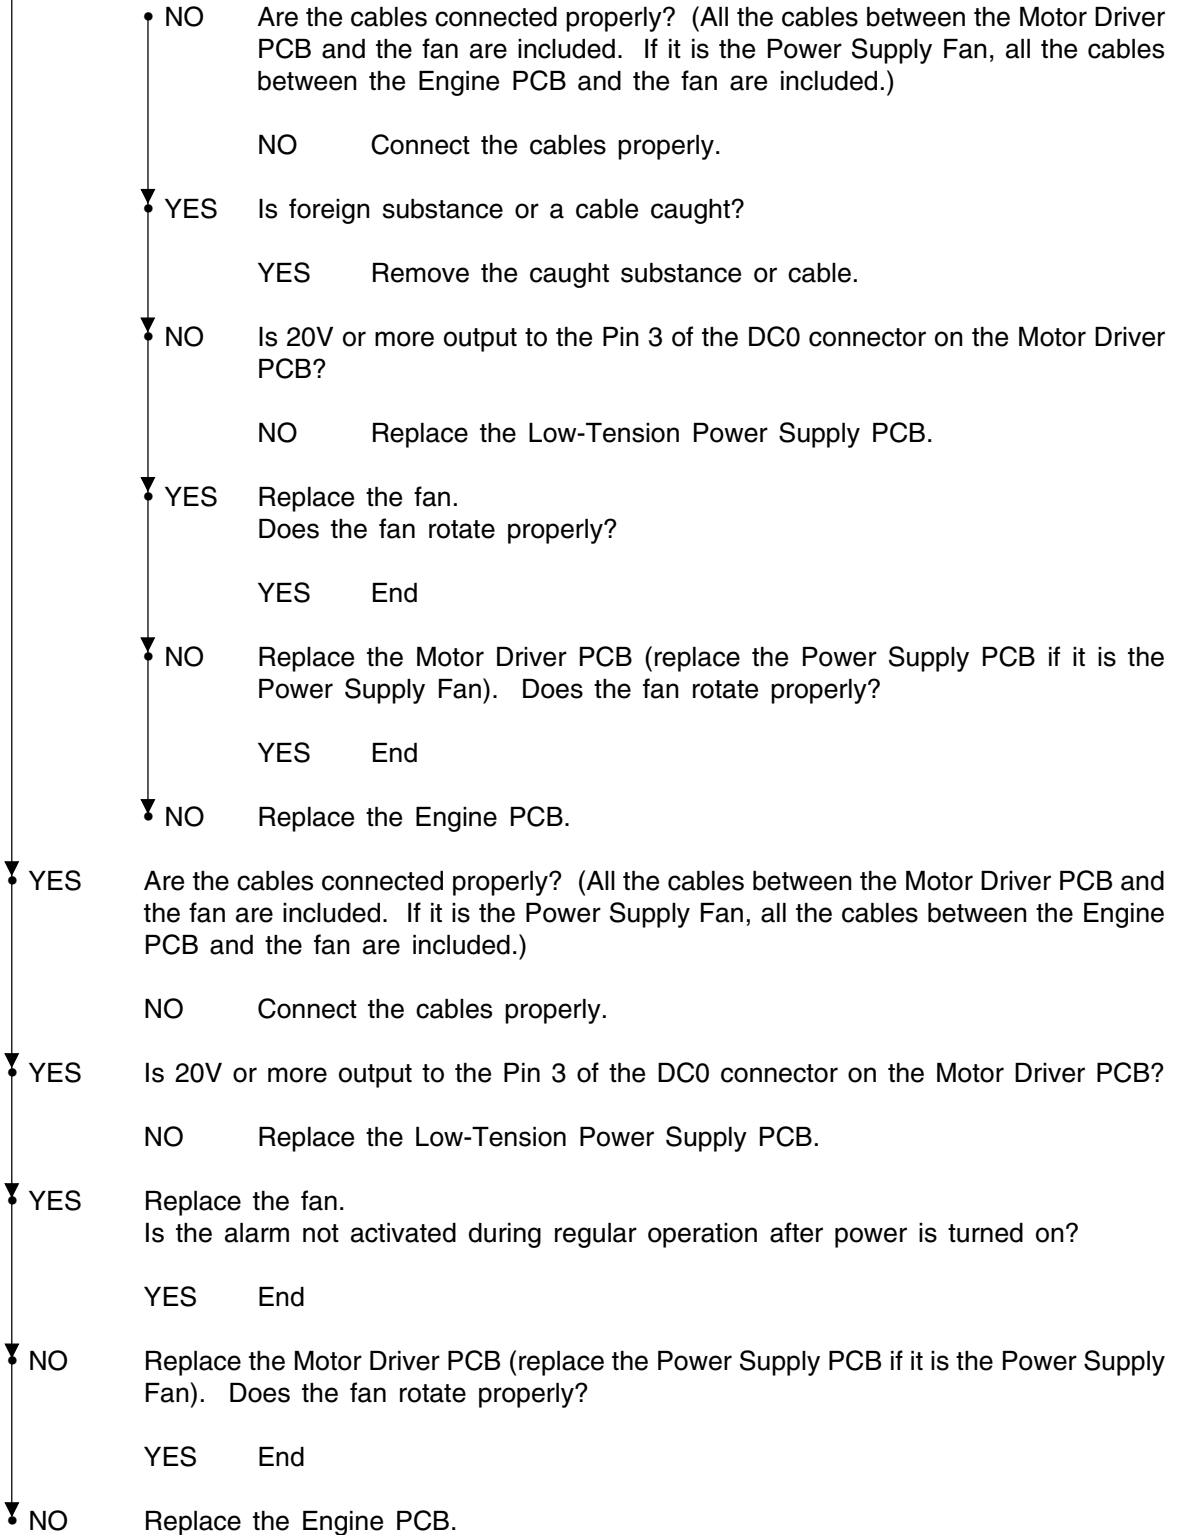 NO Are the cables connected properly? (All the cables between the Motor Driver
PCB and the fan are included. If it is the Power Supply Fan, all the cables
between the Engine PCB and the fan are included.)
NO Connect the cables properly.
YES Is foreign substance or a cable caught?
YES Remove the caught substance or cable.
NO Is 20V or more output to the Pin 3 of the DC0 connector on the Motor Driver
PCB?
NO Replace the Low-Tension Power Supply PCB.
YES Replace the fan.
Does the fan rotate properly?
YES End
NO Replace the Motor Driver PCB (replace the Power Supply PCB if it is the
Power Supply Fan). Does the fan rotate properly?
YES End
NO Replace the Engine PCB.
YES Are the cables connected properly? (All the cables between the Motor Driver PCB and
the fan are included. If it is the Power Supply Fan, all the cables between the Engine
PCB and the fan are included.)
NO Connect the cables properly.
YES Is 20V or more output to the Pin 3 of the DC0 connector on the Motor Driver PCB?
NO Replace the Low-Tension Power Supply PCB.
YES Replace the fan.
Is the alarm not activated during regular operation after power is turned on?
YES End
NO Replace the Motor Driver PCB (replace the Power Supply PCB if it is the Power Supply
Fan). Does the fan rotate properly?
YES End
NO Replace the Engine PCB.